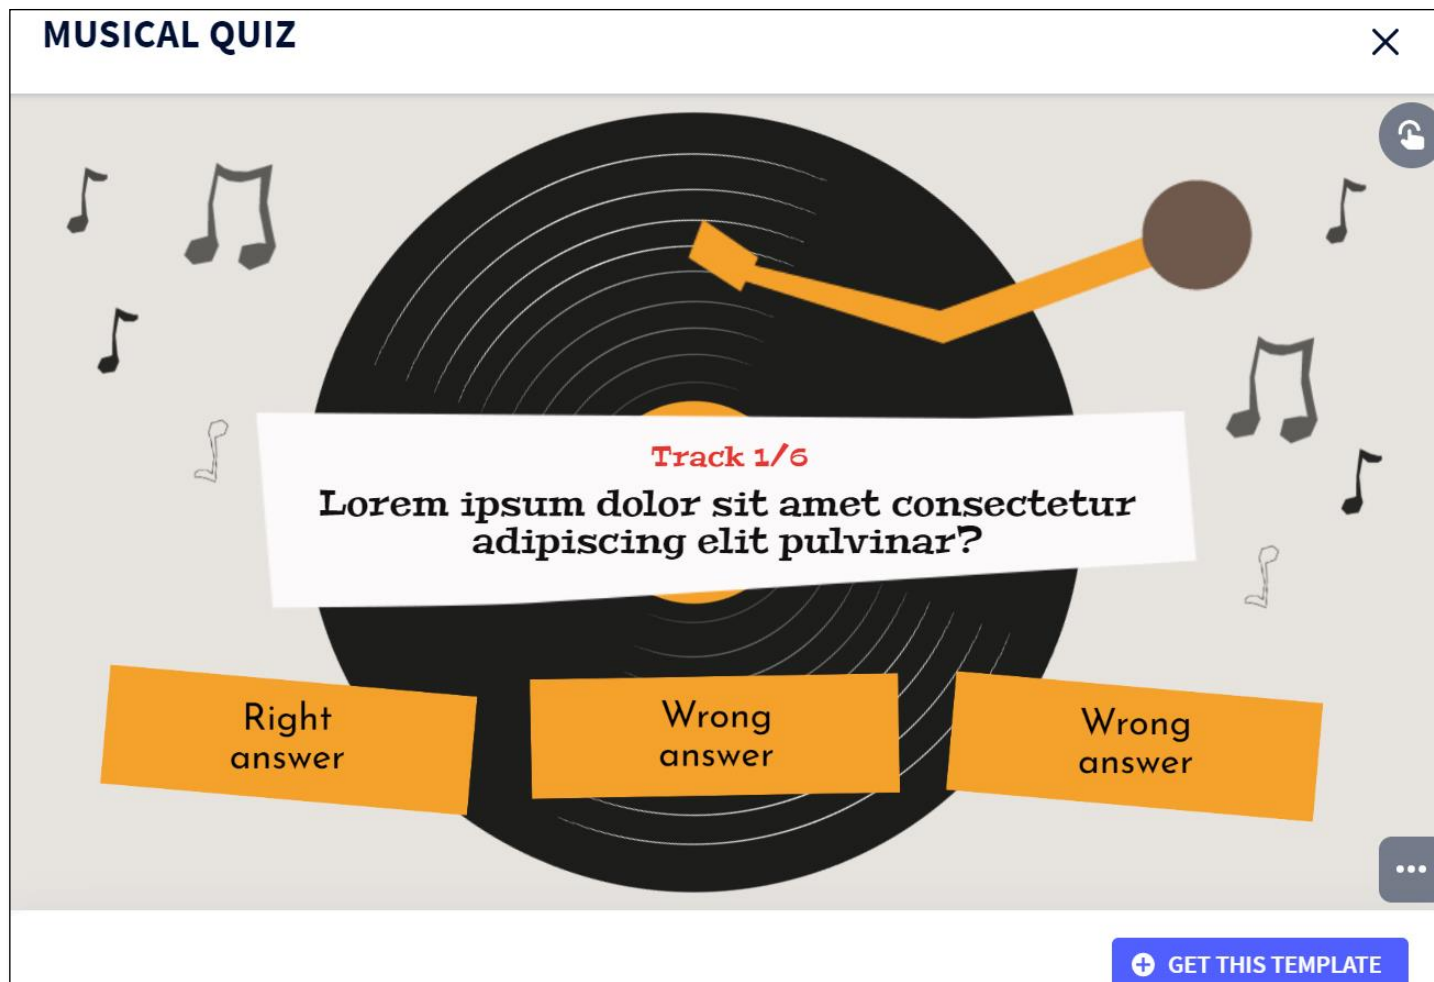 MUSICAL QUIZ
Track 1/6
Lorem ipsum dolor sit amet consectetur
adipiscing elit pulvinar?
Right
answer
Wrong
answer
Wrong
answer
GET THIS TEMPLATE